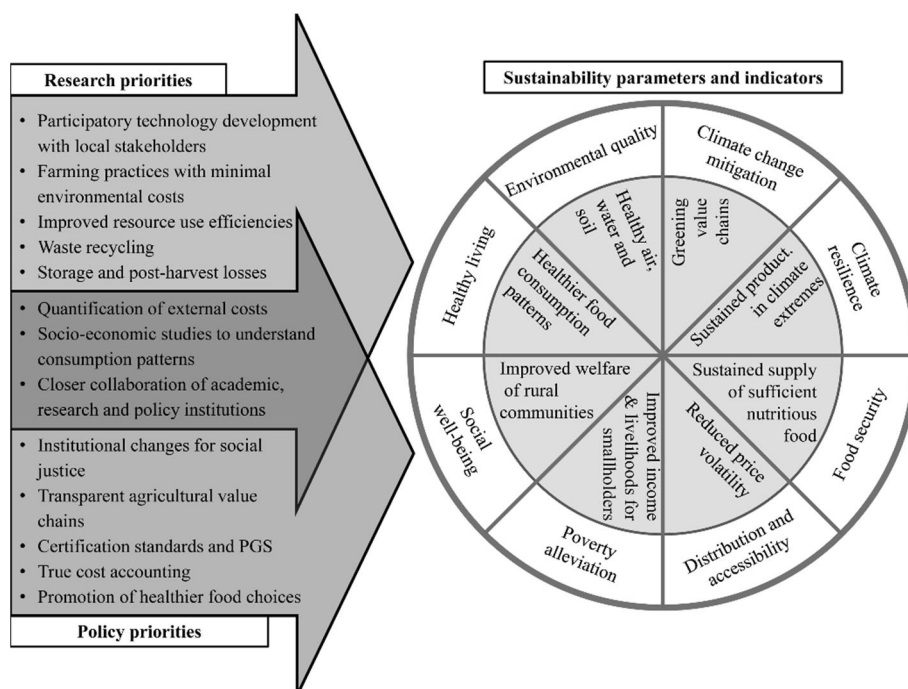 Research priorities
• Participatory technology development
with local stakeholders
• Farming practices with minimal
environmental costs
• Improved resource use efficiencies
• Waste recycling
• Storage and post-harvest losses
• Quantification of external costs
• Socio-economic studies to understand
consumption patterns
• Closer collaboration of academic,
research and policy institutions
• Institutional changes for social
justice
• Transparent agricultural value
chains
• Certification standards and PGS
• True cost accounting
• Promotion of healthier food choices
Policy priorities
Sustainability parameters and indicators
Environmental quality
Climate change
mitigation
Climate
resilience
Food security
Distribution and
accessibility
Poverty
alleviation
Social
well-being
Healthy living
Healthy air,
water and
soil
Greening
value
chains
Sustained product.
in climate
extremes
Sustained supply
of sufficient
nutritious
food
Reduced price
volatility
Improved income
& livelihoods for
smallholders
Improved welfare
of rural
communities
Healthier food
consumption
patterns